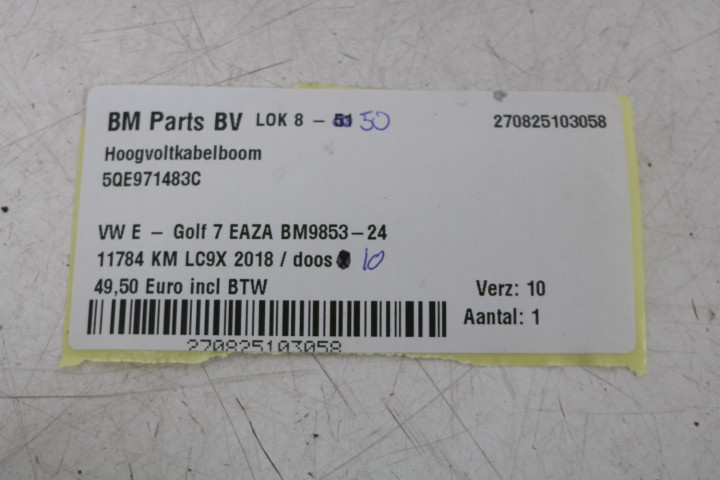 BM Parts BV LOK 8 - 50 270825103058
Hoogvoltkabelboom
5QE971483C
VW E - Golf 7 EAZA BM9853-24
11784 KM LC9X 2018 / doos 10
49,50 Euro incl BTW Verz: 10
Aantal: 1
270825103058